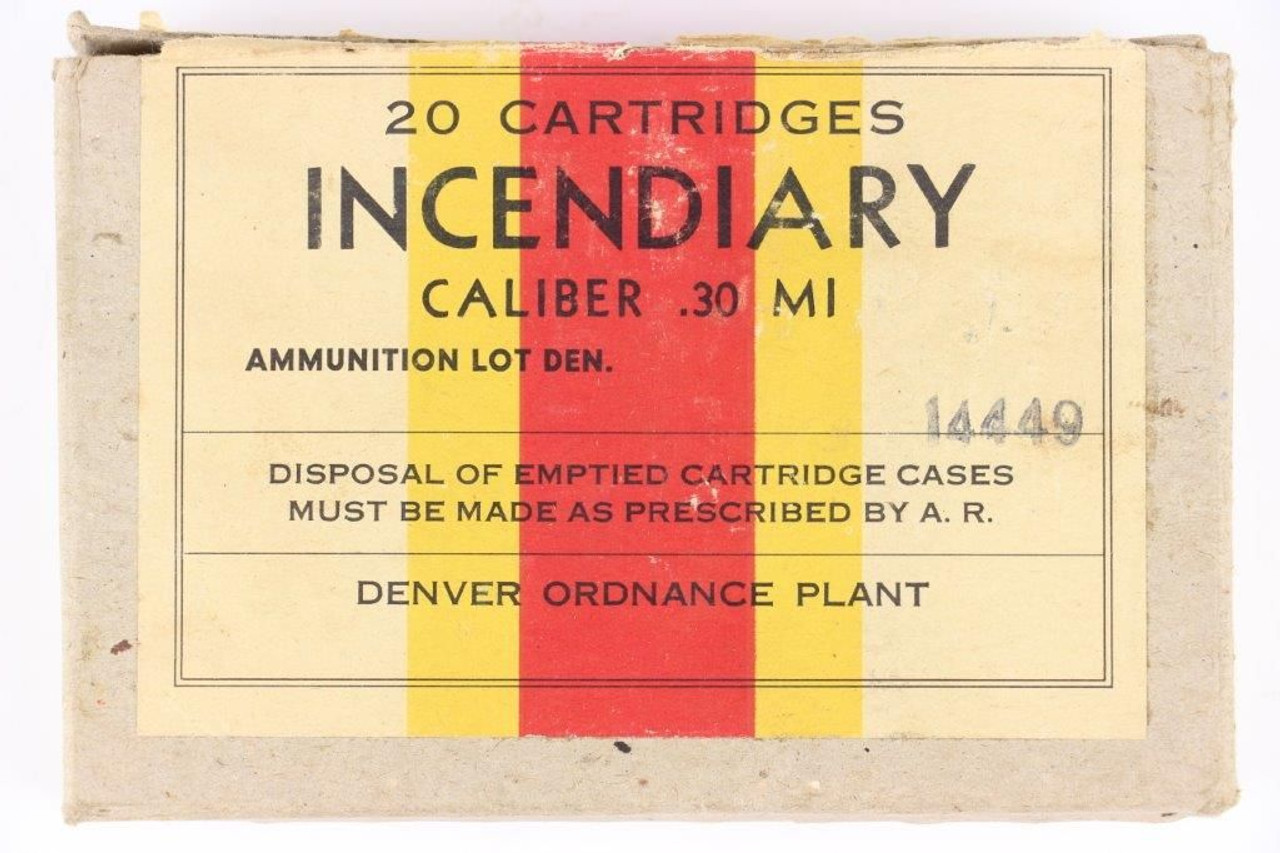 20 CARTRIDGES
INCENDIARY
CALIBER .30 MI
AMMUNITION LOT DEN.
14449
DISPOSAL OF EMPTIED CARTRIDGE CASES
MUST BE MADE AS PRESCRIBED BY A. R.
DENVER ORDNANCE PLANT